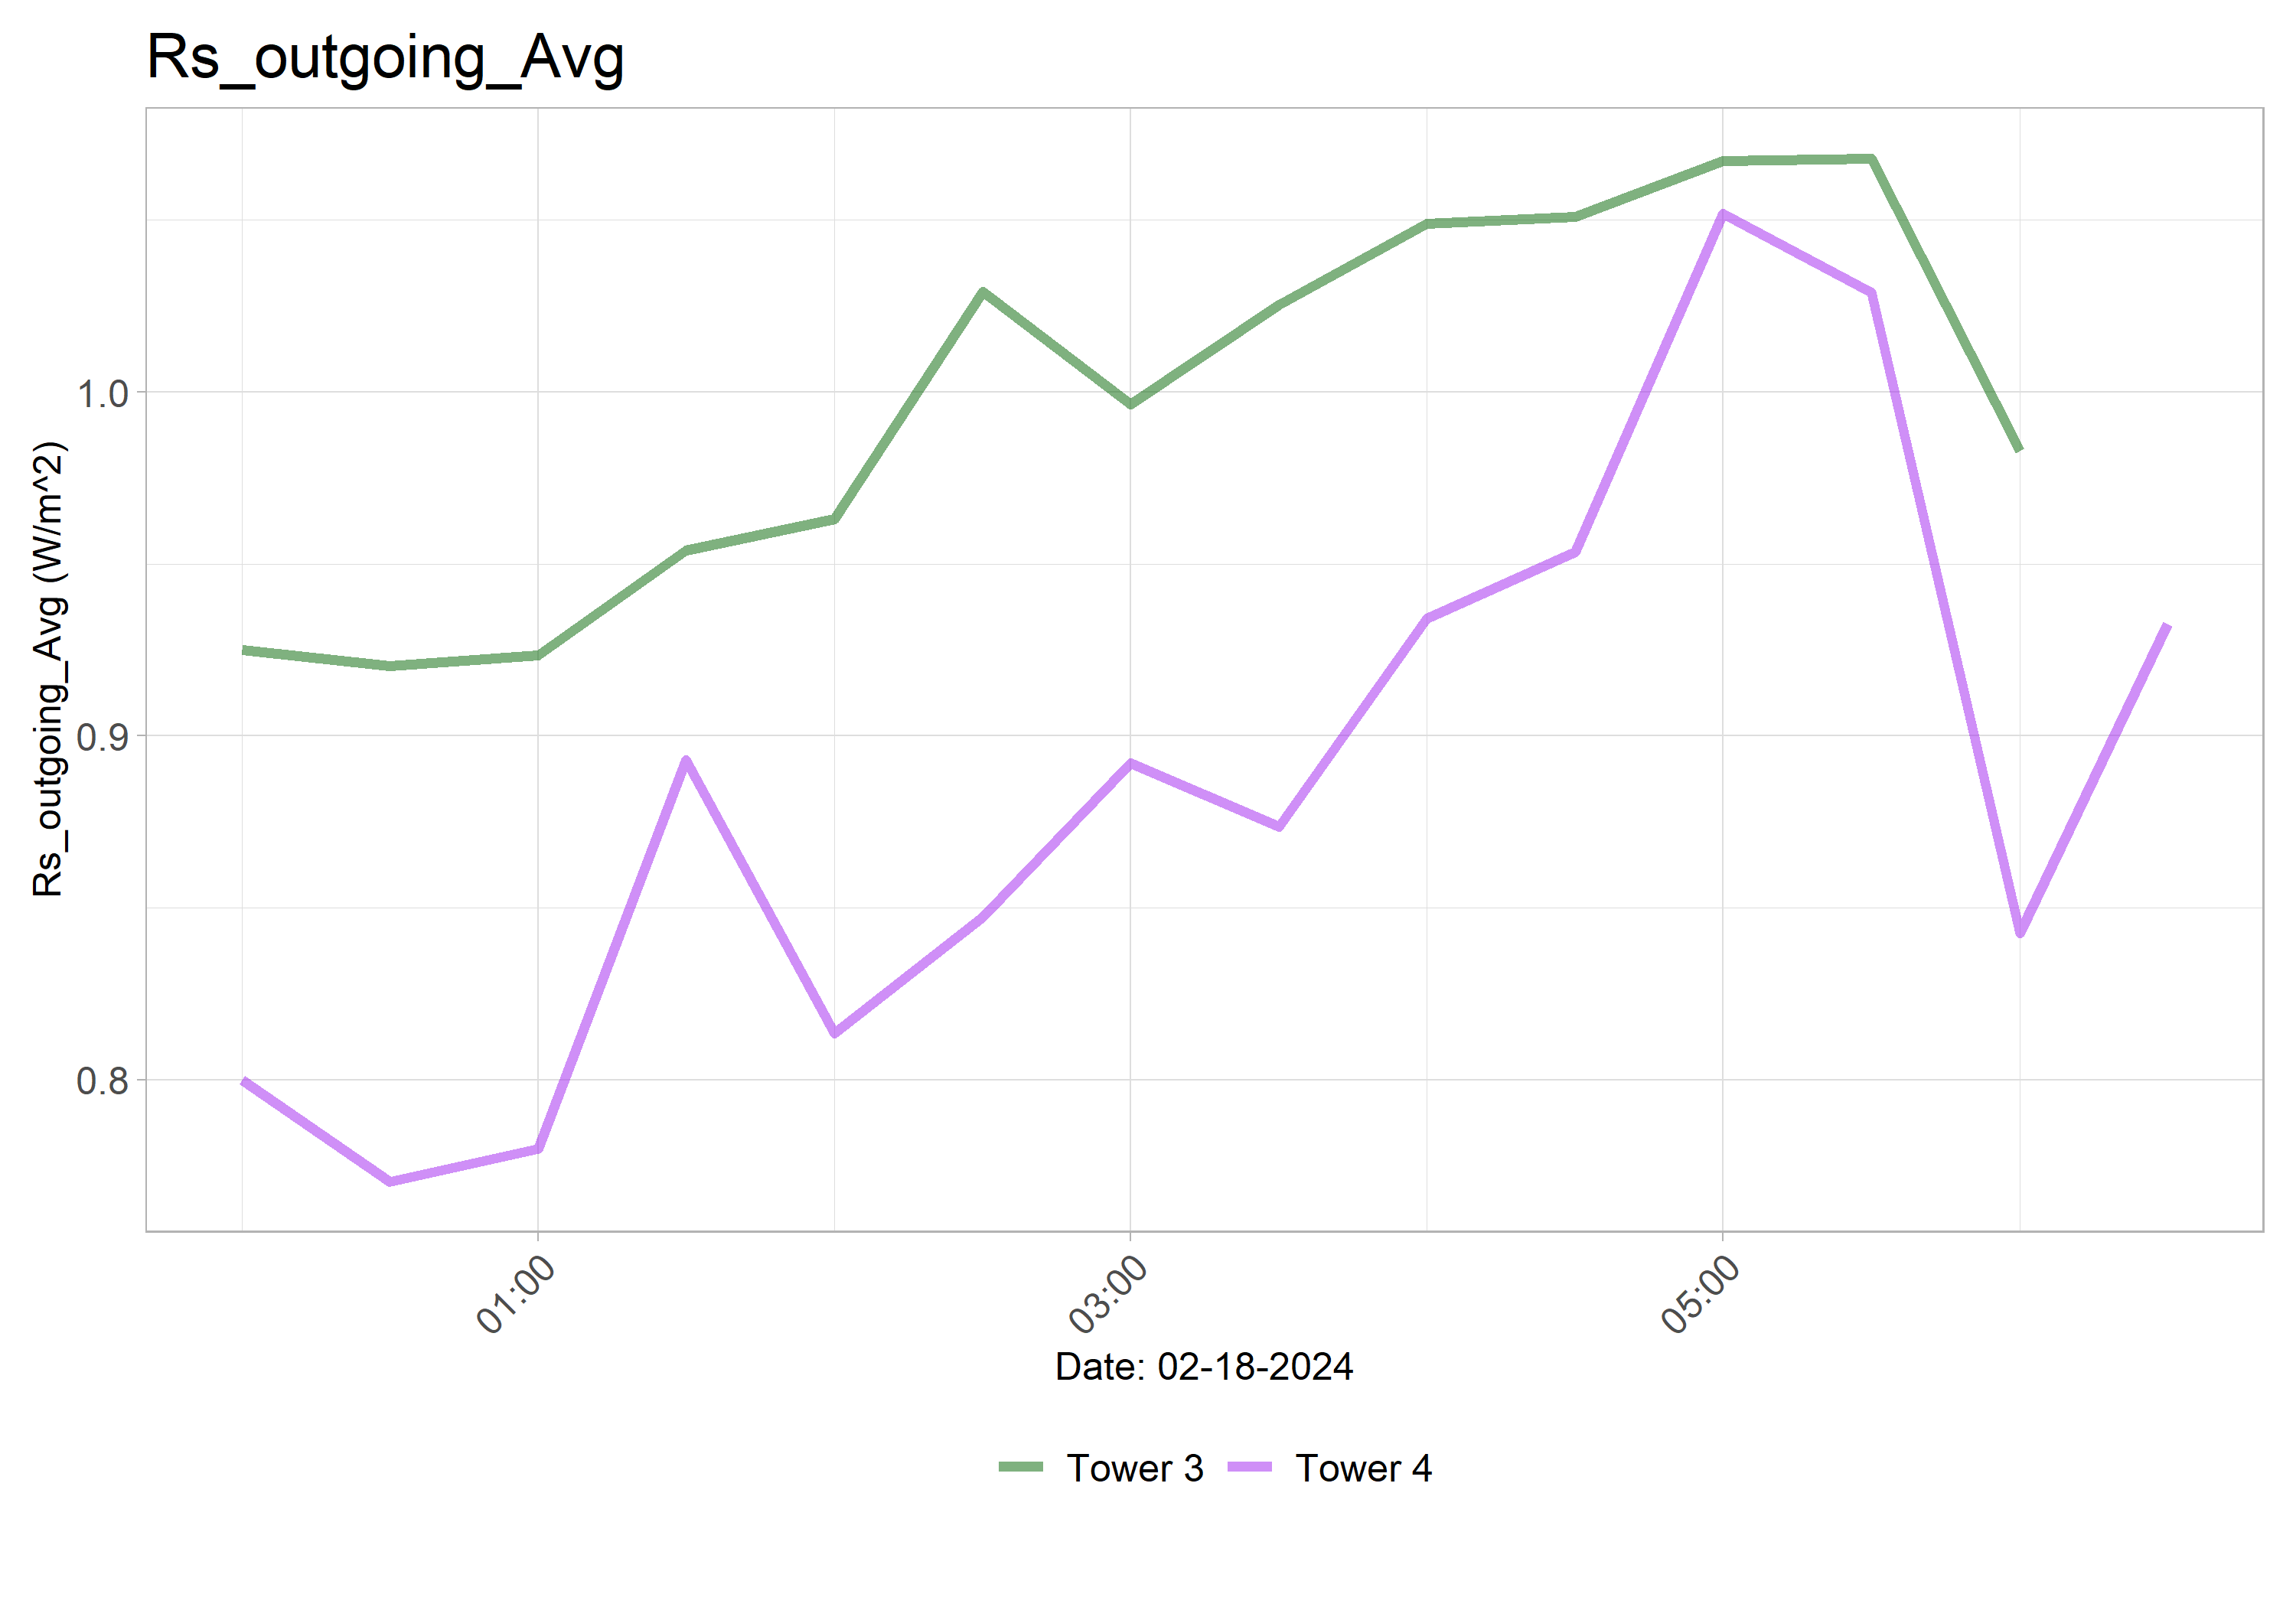 Rs_outgoing_Avg
Rs_outgoing_Avg (W/m^2)
1.0
0.9
0.8
01:00
03:00
05:00
Date: 02-18-2024
Tower 3
Tower 4